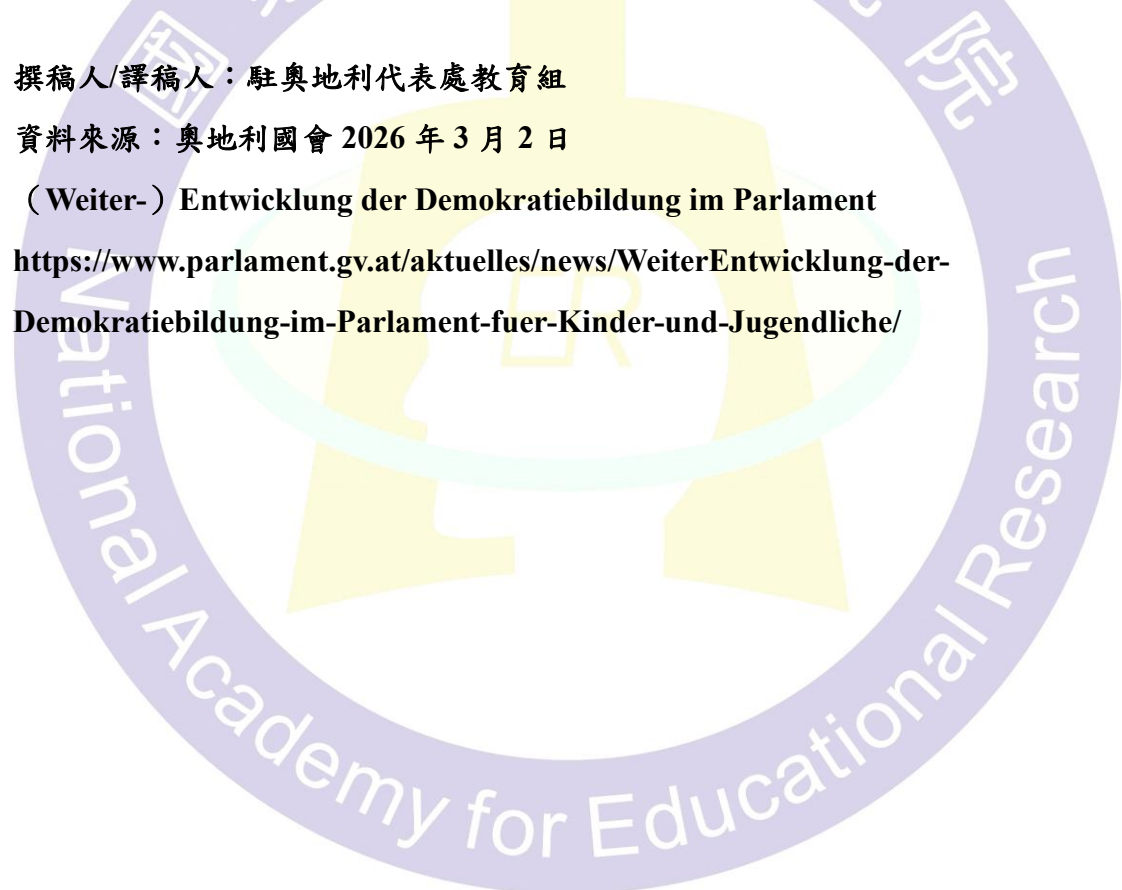 撰稿人/譯稿人：駐奧地利代表處教育組
資料來源：奧地利國會 2026 年 3 月 2 日
（Weiter-）Entwicklung der Demokratiebildung im Parlament
https://www.parlament.gv.at/aktuelles/news/WeiterEntwicklung-der-
Demokratiebildung-im-Parlament-fuer-Kinder-und-Jugendliche/
國
院
ER
National Academy for Educational Research